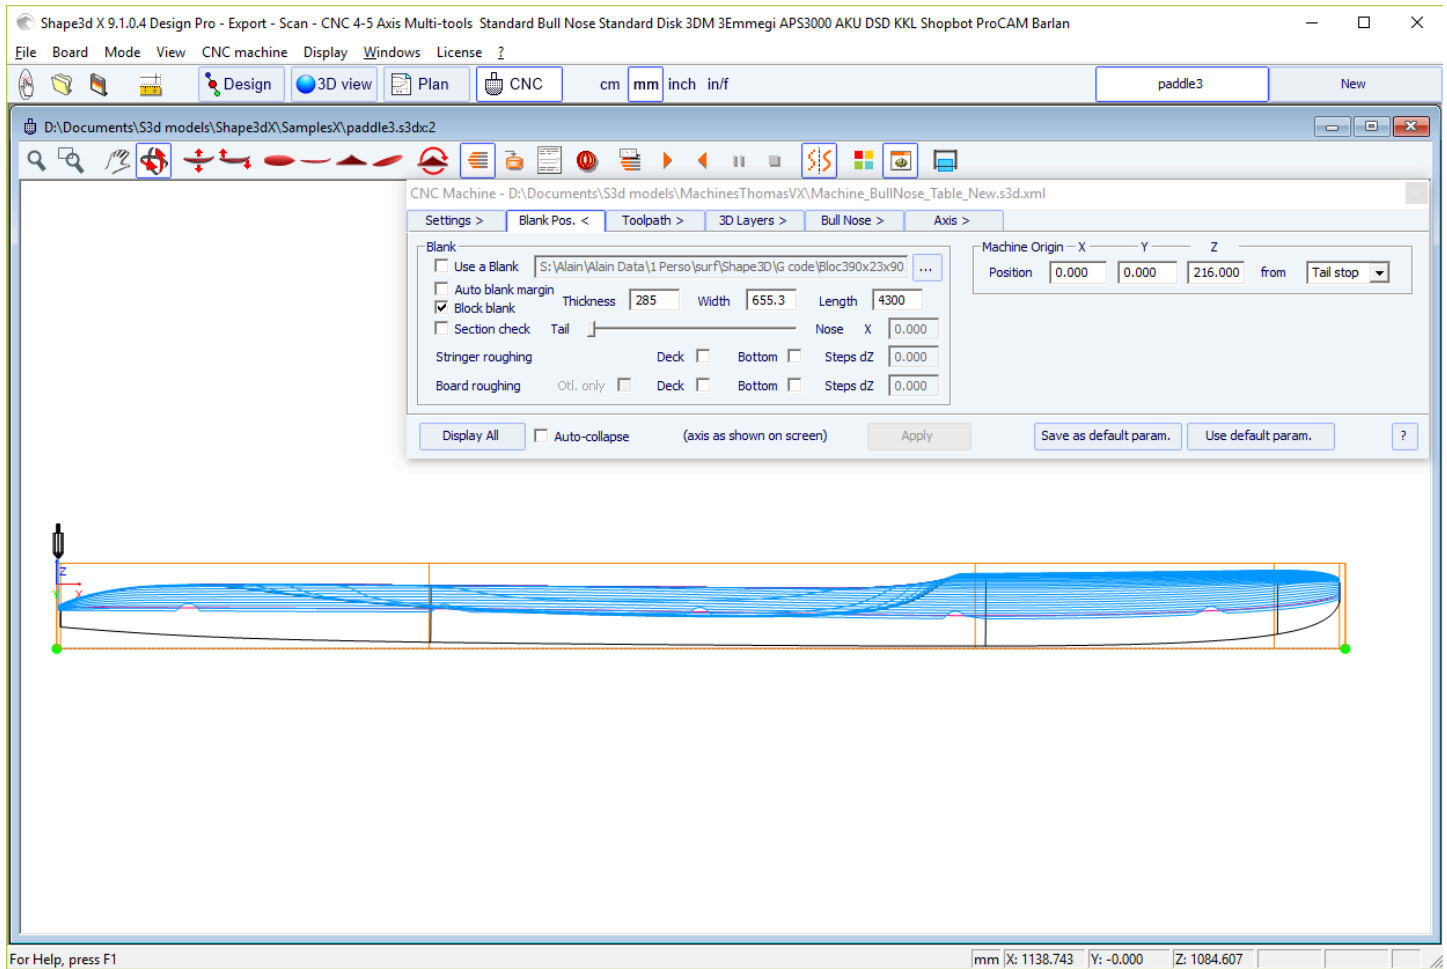 Shape3d X 9.1.0.4 Design Pro - Export - Scan - CNC 4-5 Axis Multi-tools  Standard Bull Nose Standard Disk 3DM 3Emmegi APS3000 AKU DSD KKL Shopbot ProCAM Barlan
File Board Mode View CNC machine Display Windows License ?
Design 3D view Plan CNC cm mm inch in/f paddle3 New
D:\Documents\S3d models\Shape3dX\SamplesX\paddle3.s3dx:2
CNC Machine - D:\Documents\S3d models\MachinesThomasVX\Machine_BullNose_Table_New.s3d.xml
Settings > Blank Pos. < Toolpath > 3D Layers > Bull Nose > Axis >
Blank Machine Origin X Y Z
Use a Blank S:\Alain\Alain Data\1 Perso\surf\Shape3D\G code\Bloc390x23x90 ... Position 0.000 0.000 216.000 from Tail stop
Auto blank margin
Block blank Thickness 285 Width 655.3 Length 4300
Section check Tail Nose X 0.000
Stringer roughing Deck Bottom Steps dZ 0.000
Board roughing Otl. only Deck Bottom Steps dZ 0.000
Display All Auto-collapse (axis as shown on screen) Apply Save as default param. Use default param. ?
Z
Y X
For Help, press F1 mm X: 1138.743 Y: -0.000 Z: 1084.607